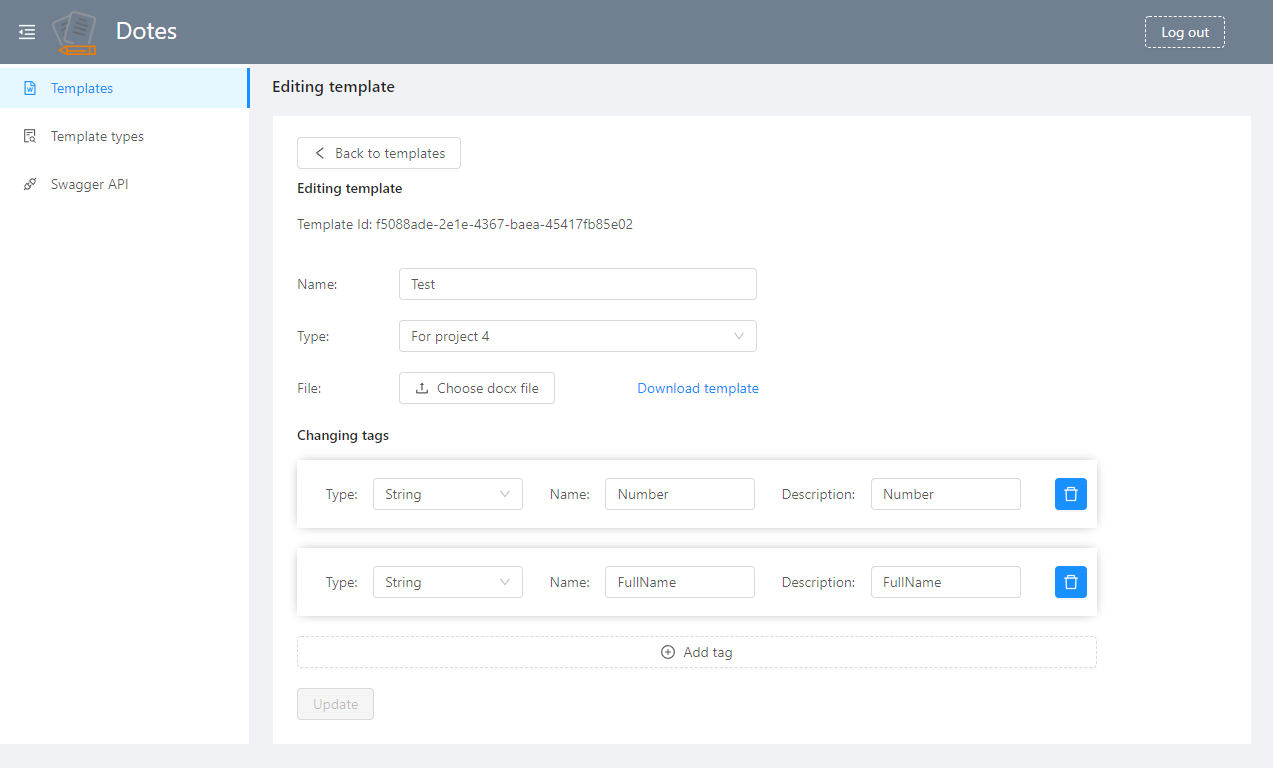 Dotes
Log out
Templates
Template types
Swagger API
Editing template
Back to templates
Editing template
Template Id: f5088ade-2e1e-4367-baea-45417fb85e02
Name: Test
Type: For project 4
File: Choose docx file Download template
Changing tags
Type: String Name: Number Description: Number
Type: String Name: FullName Description: FullName
Add tag
Update